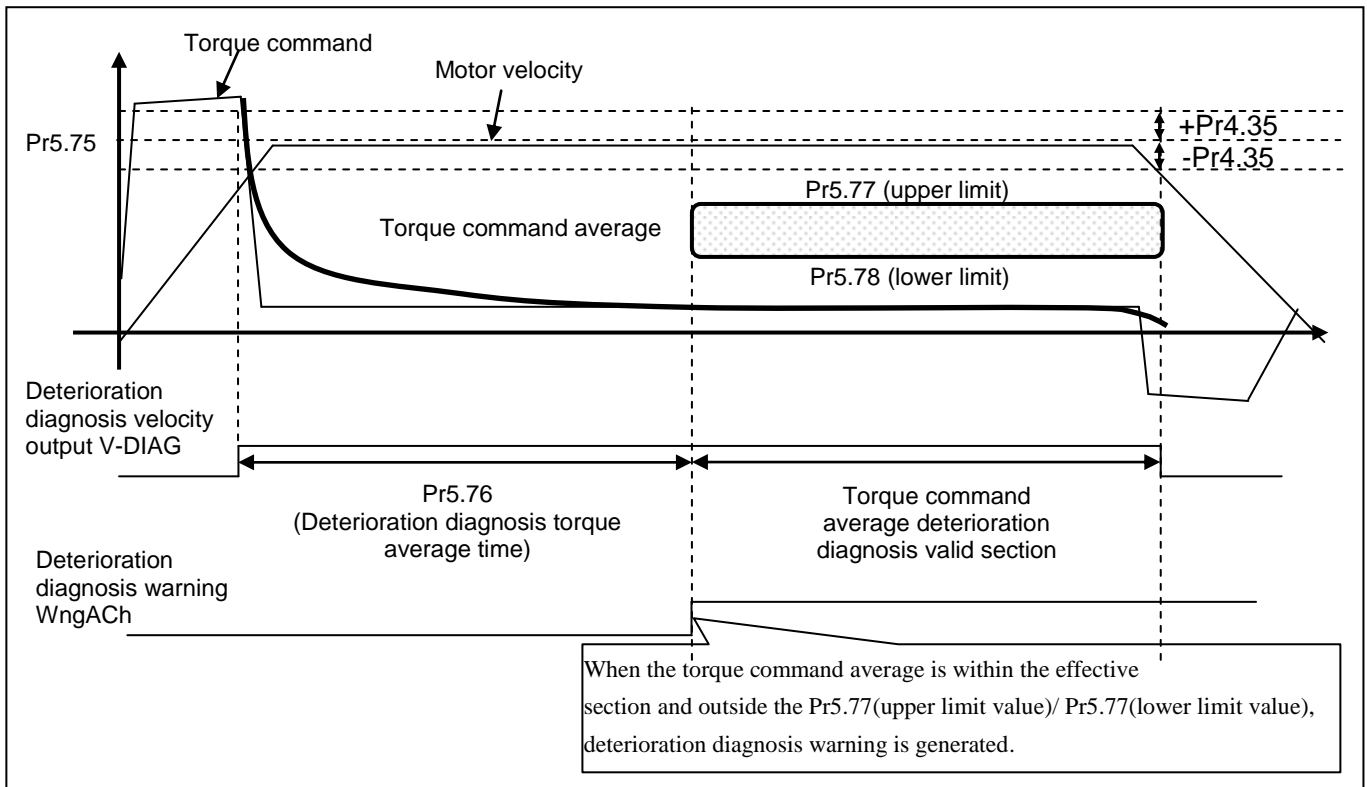 Torque command
Motor velocity
Pr5.75
+Pr4.35
-Pr4.35
Pr5.77 (upper limit)
Torque command average
Pr5.78 (lower limit)
Deterioration
diagnosis velocity
output V-DIAG
Pr5.76
(Deterioration diagnosis torque
average time)
Torque command
average deterioration
diagnosis valid section
Deterioration
diagnosis warning
WngACh
When the torque command average is within the effective
section and outside the Pr5.77(upper limit value)/ Pr5.77(lower limit value),
deterioration diagnosis warning is generated.